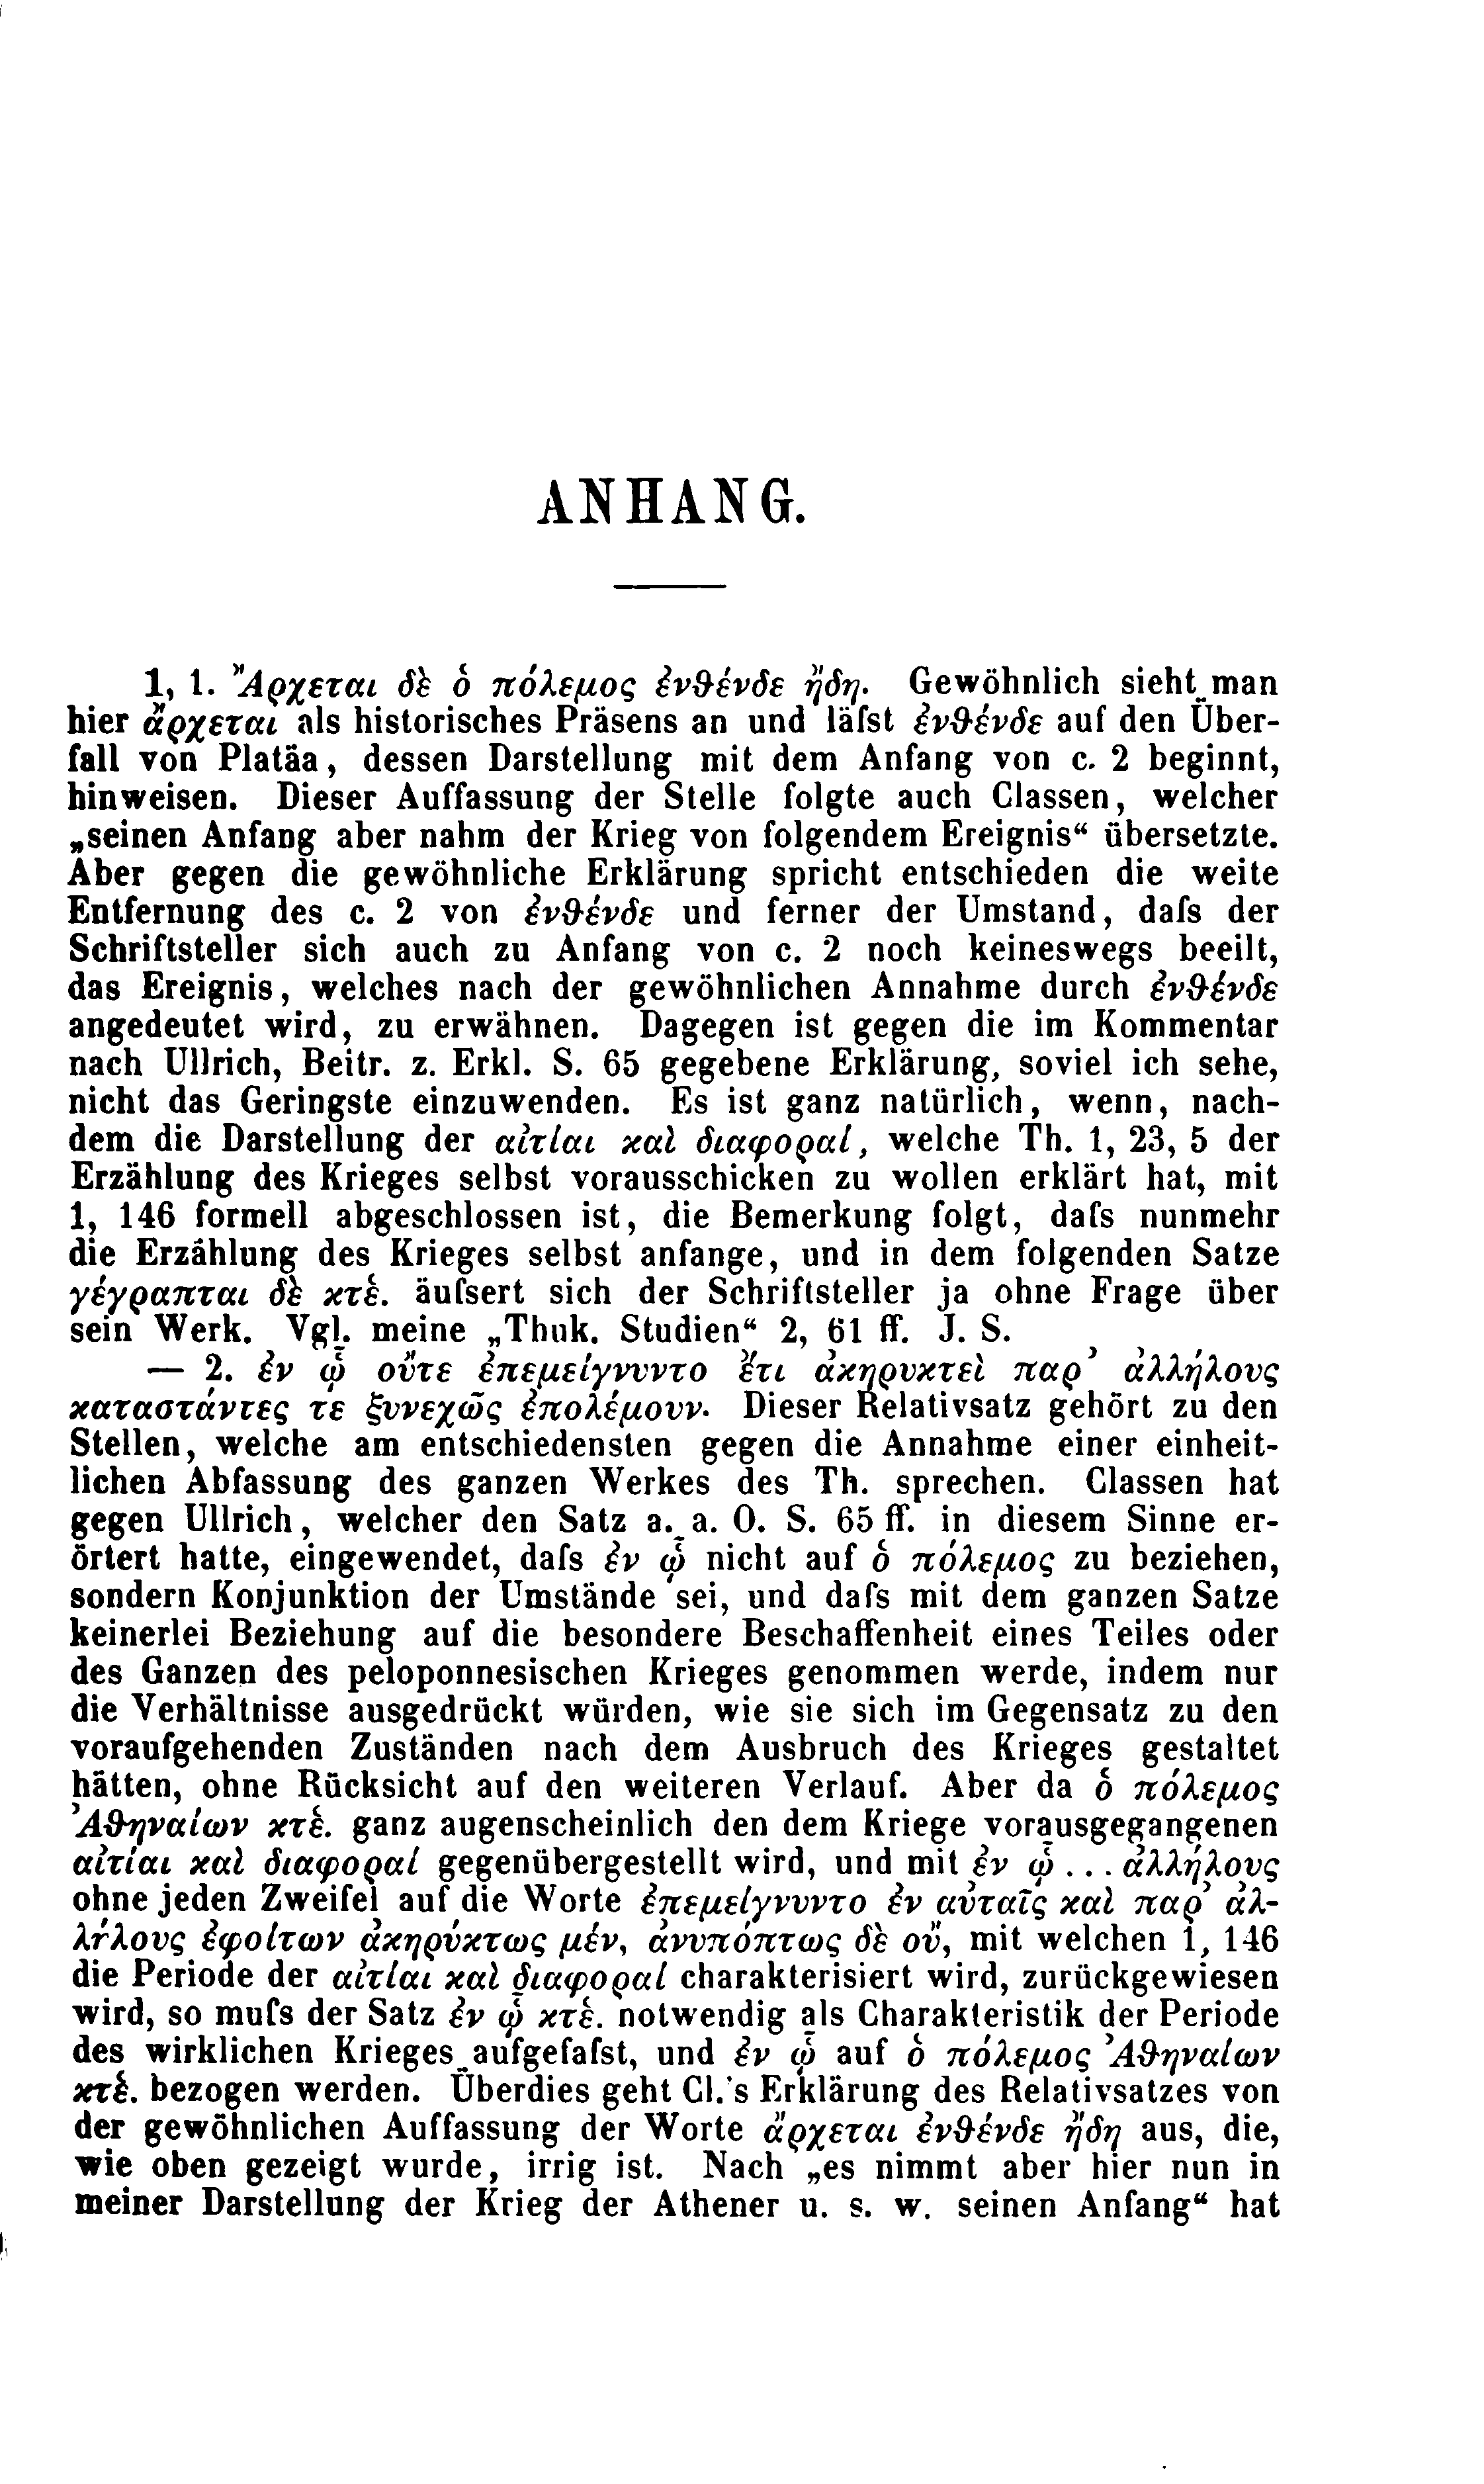 ANHANG.
1, 1. Ἄρχεται δὲ ὁ πόλεμος ἐνθένδε ἤδη. Gewöhnlich sieht man
hier ἄρχεται als historisches Präsens an und läſst ἐνθένδε auf den Über-
fall von Platäa, dessen Darstellung mit dem Anfang von c. 2 beginnt,
hinweisen. Dieser Auffassung der Stelle folgte auch Classen, welcher
„seinen Anfang aber nahm der Krieg von folgendem Ereignis“ übersetzte.
Aber gegen die gewöhnliche Erklärung spricht entschieden die weite
Entfernung des c. 2 von ἐνθένδε und ferner der Umstand, daſs der
Schriftsteller sich auch zu Anfang von c. 2 noch keineswegs beeilt,
das Ereignis, welches nach der gewöhnlichen Annahme durch ἐνθένδε
angedeutet wird, zu erwähnen. Dagegen ist gegen die im Kommentar
nach Ullrich, Beitr. z. Erkl. S. 65 gegebene Erklärung, soviel ich sehe,
nicht das Geringste einzuwenden. Es ist ganz natürlich, wenn, nach-
dem die Darstellung der αἰτίαι καὶ διαφοραί, welche Th. 1, 23, 5 der
Erzählung des Krieges selbst vorausschicken zu wollen erklärt hat, mit
1, 146 formell abgeschlossen ist, die Bemerkung folgt, daſs nunmehr
die Erzählung des Krieges selbst anfange, und in dem folgenden Satze
γέγραπται δὲ κτἑ. äuſsert sich der Schriftsteller ja ohne Frage über
sein Werk. Vgl. meine „Thuk. Studien“ 2, 61 ff. J. S.
— 2. ἐν ᾧ οὔτε ἐπεμείγνυντο ἔτι ἀκηρυκτεὶ παρ’ ἀλλήλους
καταστάντες τε ξυνεχῶς ἐπολέμουν. Dieser Relativsatz gehört zu den
Stellen, welche am entschiedensten gegen die Annahme einer einheit-
lichen Abfassung des ganzen Werkes des Th. sprechen. Classen hat
gegen Ullrich, welcher den Satz a. a. O. S. 65 ff. in diesem Sinne er-
örtert hatte, eingewendet, daſs ἐν ᾧ nicht auf ὁ πόλεμος zu beziehen,
sondern Konjunktion der Umstände sei, und daſs mit dem ganzen Satze
keinerlei Beziehung auf die besondere Beschaffenheit eines Teiles oder
des Ganzen des peloponnesischen Krieges genommen werde, indem nur
die Verhältnisse ausgedrückt würden, wie sie sich im Gegensatz zu den
voraufgehenden Zuständen nach dem Ausbruch des Krieges gestaltet
hätten, ohne Rücksicht auf den weiteren Verlauf. Aber da ὁ πόλεμος
Ἀθηναίων κτἑ. ganz augenscheinlich den dem Kriege vorausgegangenen
αἰτίαι καὶ διαφοραί gegenübergestellt wird, und mit ἐν ᾧ ... ἀλλήλους
ohne jeden Zweifel auf die Worte ἐπεμείγνυντο ἐν αὐταῖς καὶ παρ’ ἀλ-
λήλους ἐφοίτων ἀκηρύκτως μέν, ἀνυπόπτως δὲ οὔ, mit welchen 1, 146
die Periode der αἰτίαι καὶ διαφοραί charakterisiert wird, zurückgewiesen
wird, so muſs der Satz ἐν ᾧ κτἑ. notwendig als Charakteristik der Periode
des wirklichen Krieges aufgefaſst, und ἐν ᾧ auf ὁ πόλεμος Ἀθηναίων
κτἑ. bezogen werden. Überdies geht Cl.'s Erklärung des Relativsatzes von
der gewöhnlichen Auffassung der Worte ἄρχεται ἐνθένδε ἤδη aus, die,
wie oben gezeigt wurde, irrig ist. Nach „es nimmt aber hier nun in
meiner Darstellung der Krieg der Athener u. s. w. seinen Anfang“ hat